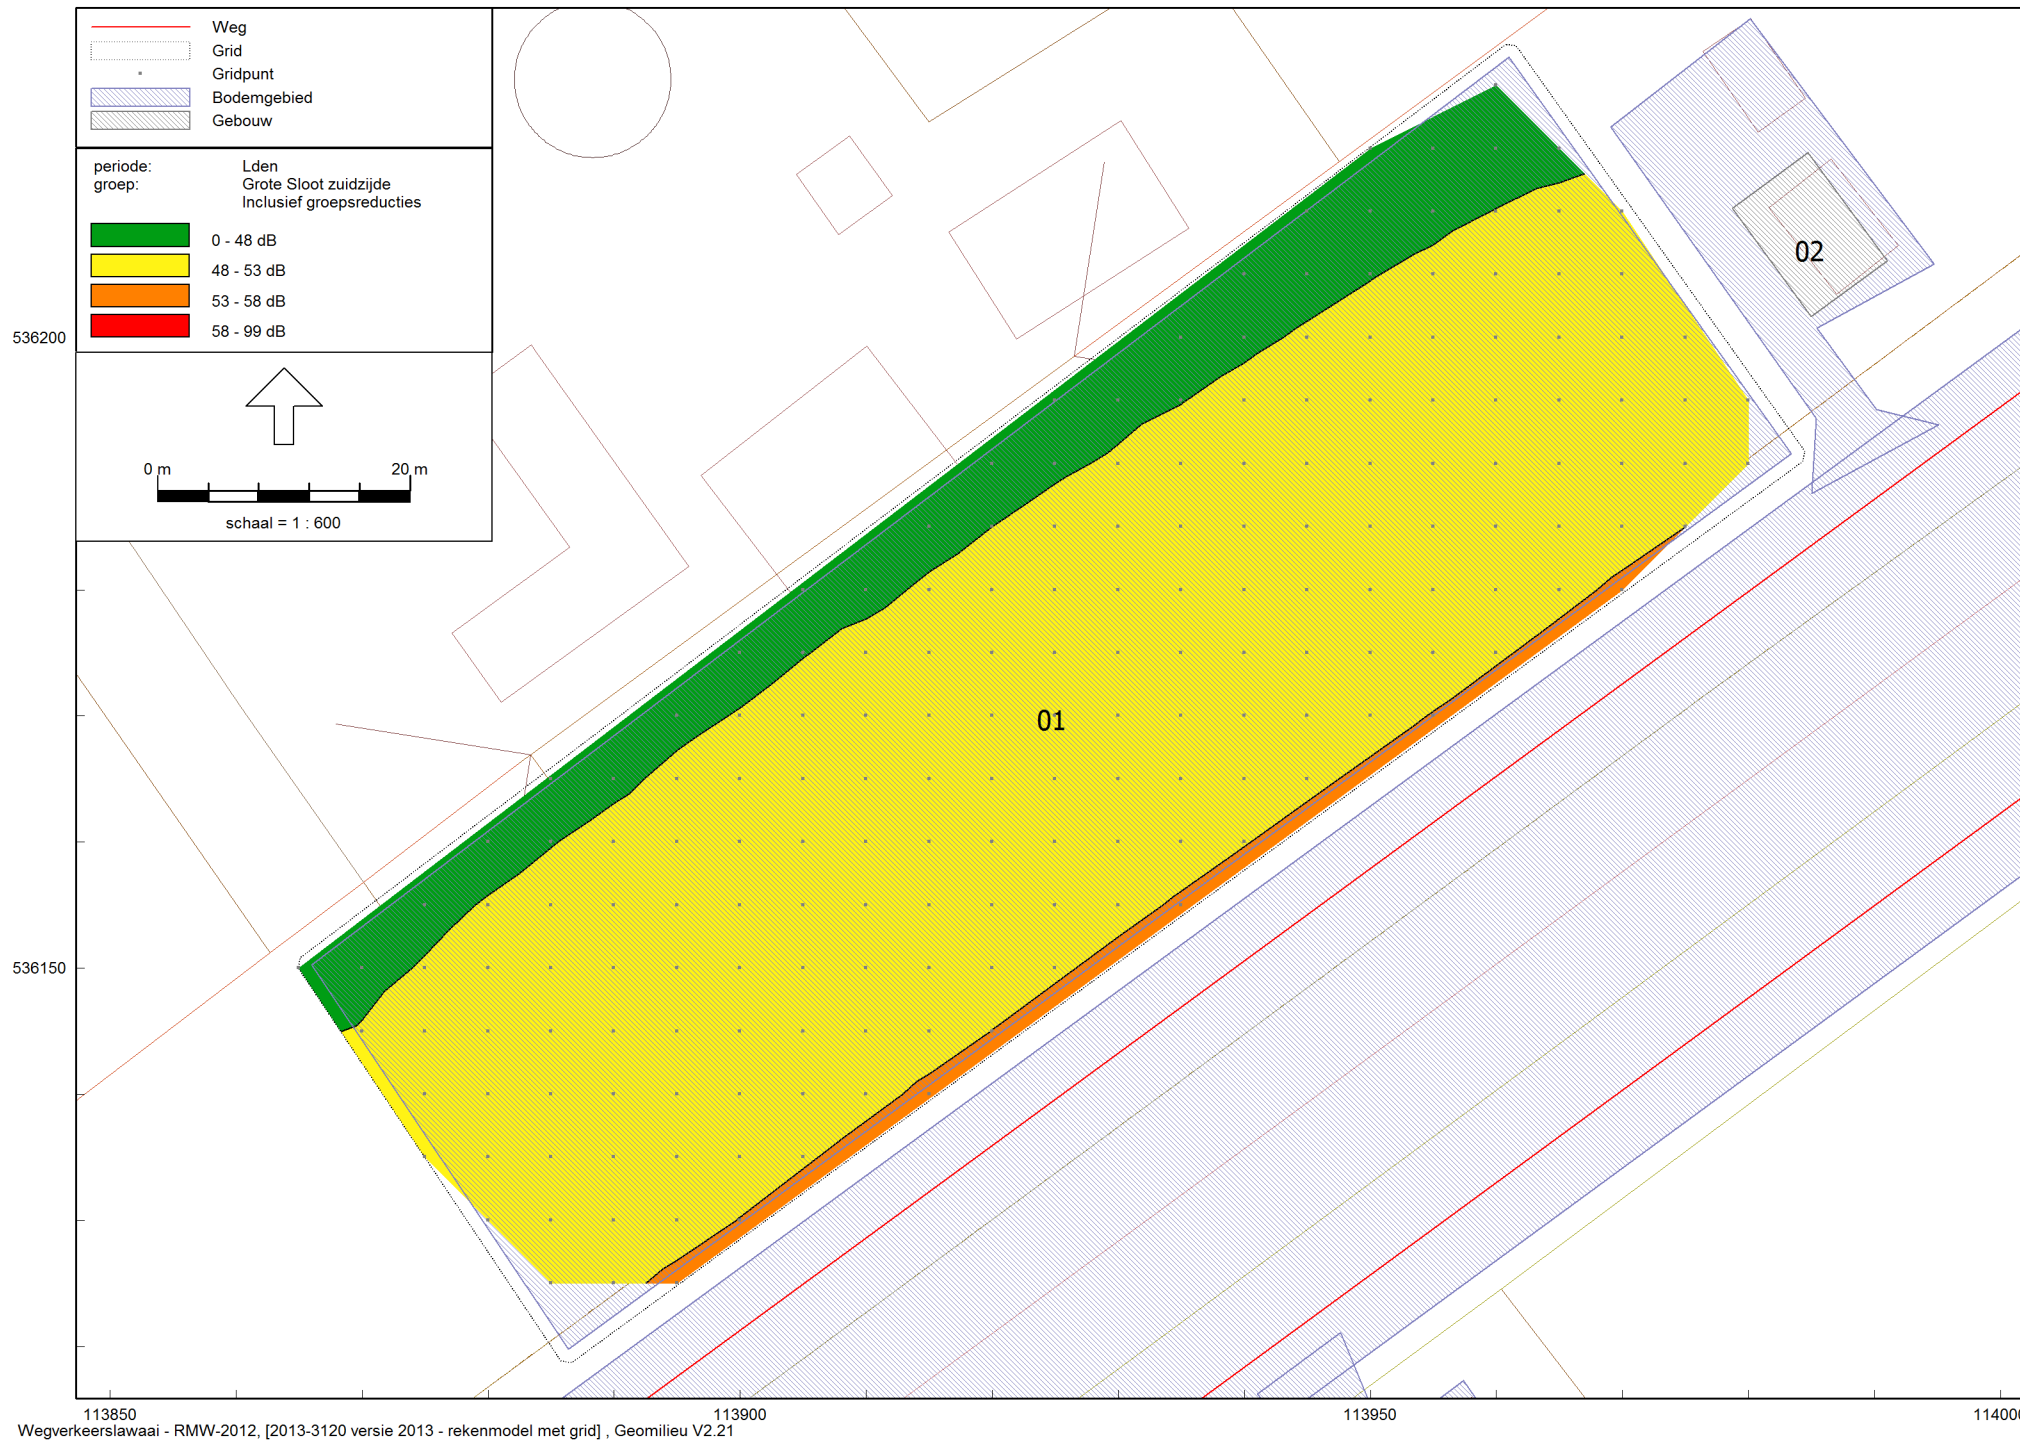 Weg
Grid
Gridpunt
Bodemgebied
Gebouw
periode: Lden
groep: Grote Sloot zuidzijde
Inclusief groepsreducties
0 - 48 dB
48 - 53 dB
53 - 58 dB
58 - 99 dB
0 m 20 m
schaal = 1 : 600
02
536200
01
536150
113850 113900 113950 114000
Wegverkeerslawaai - RMW-2012, [2013-3120 versie 2013 - rekenmodel met grid] , Geomilieu V2.21